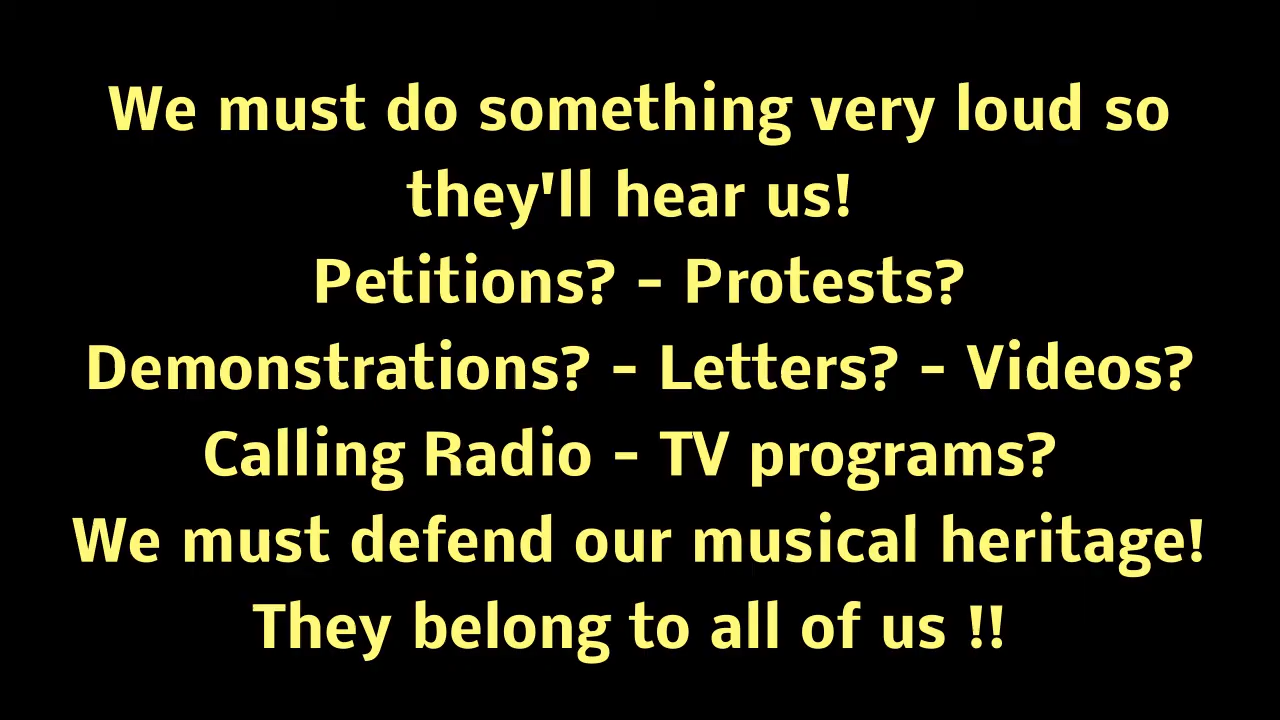 We must do something very loud so
they'll hear us!
Petitions? - Protests?
Demonstrations? - Letters? - Videos?
Calling Radio - TV programs?
We must defend our musical heritage!
They belong to all of us !!